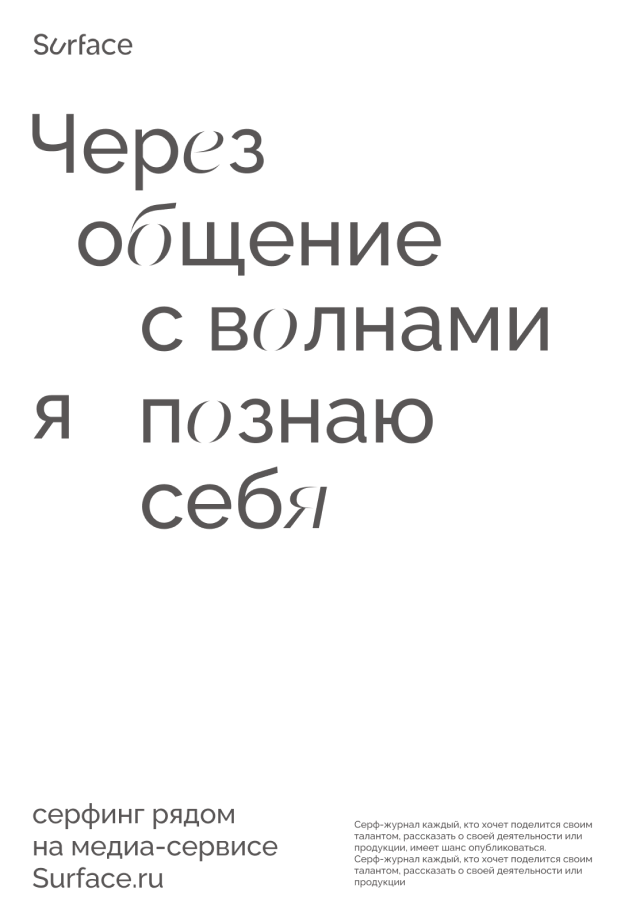 Surface
Через
общение
с волнами
я познаю
себя
серфинг рядом
на медиа-сервисе
Surface.ru
Серф-журнал каждый, кто хочет поделится своим
талантом, рассказать о своей деятельности или
продукции, имеет шанс опубликоваться.
Серф-журнал каждый, кто хочет поделится своим
талантом, рассказать о своей деятельности или
продукции